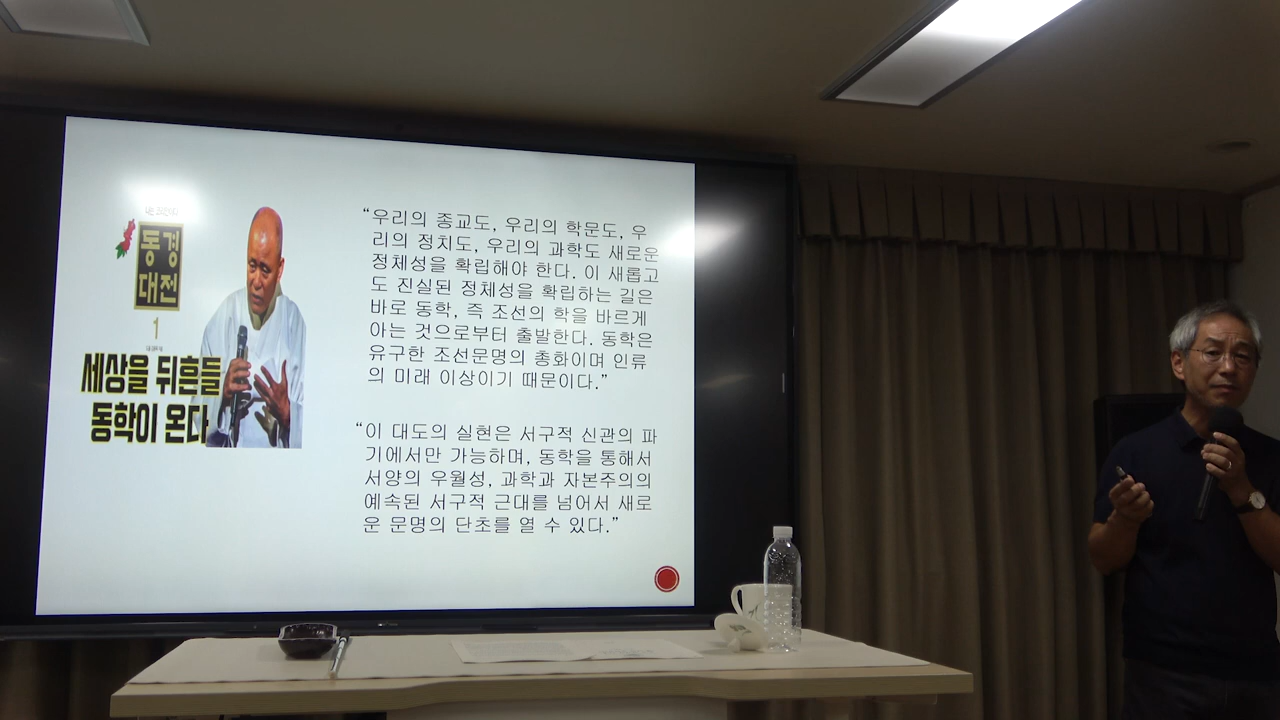 동경
대전
1
세상을 뒤흔들
동학이 온다
“우리의 종교도, 우리의 학문도, 우
리의 정치도, 우리의 과학도 새로운
정체성을 확립해야 한다. 이 새롭고
도 진실된 정체성을 확립하는 길은
바로 동학, 즉 조선의 학을 바르게
아는 것으로부터 출발한다. 동학은
유구한 조선문명의 총화이며 인류
의 미래 이상이기 때문이다.”
“이 대도의 실현은 서구적 신관의 파
기에서만 가능하며, 동학을 통해서
서양의 우월성, 과학과 자본주의의
예속된 서구적 근대를 넘어서 새로
운 문명의 단초를 열 수 있다.”